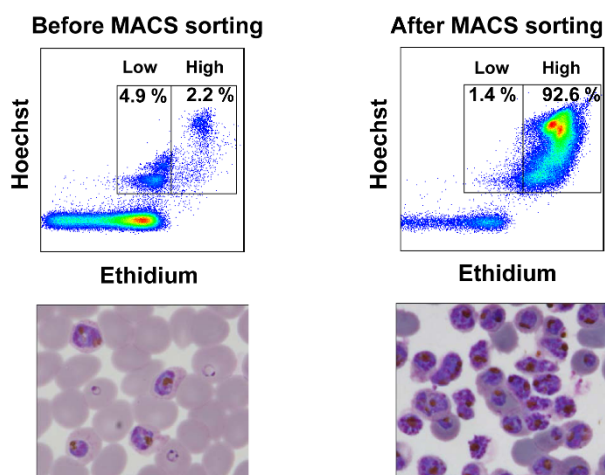 Before MACS sorting
After MACS sorting
Low High
4.9 % 2.2 %
Low High
1.4 % 92.6 %
Hoechst
Hoechst
Ethidium
Ethidium